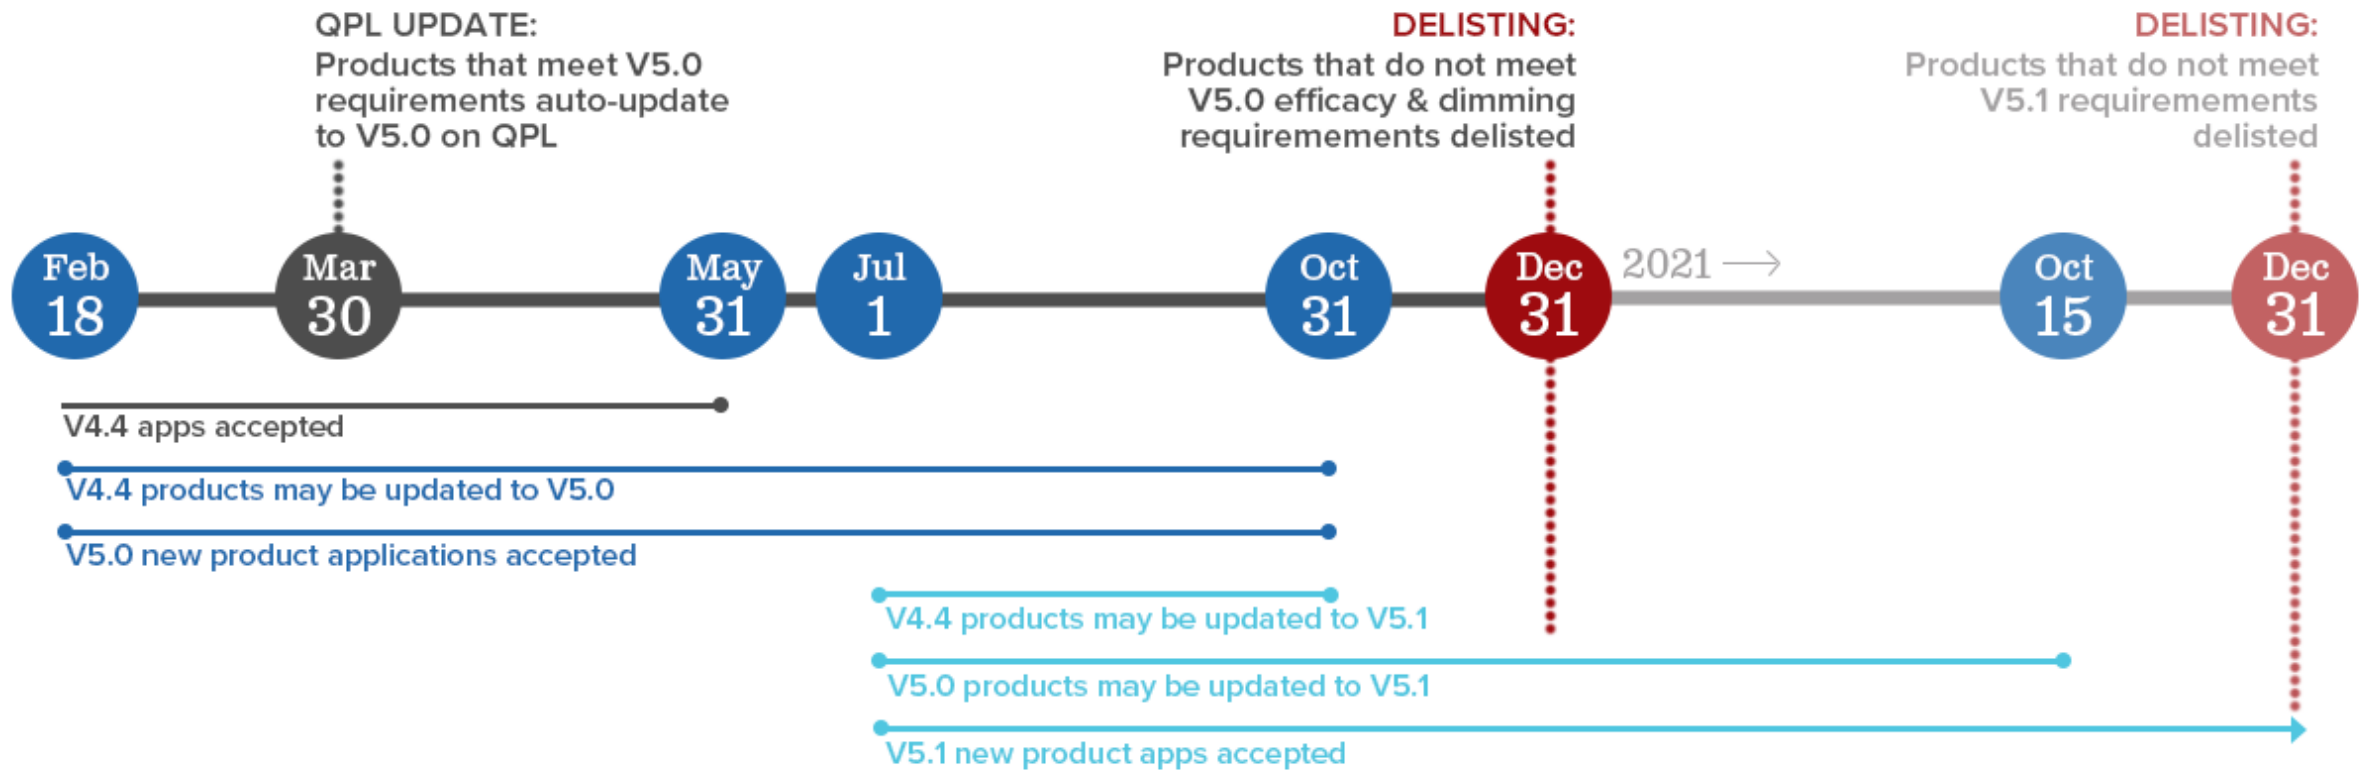 QPL UPDATE:
Products that meet V5.0
requirements auto-update
to V5.0 on QPL
DELISTING:
Products that do not meet
V5.0 efficacy & dimming
requiremements delisted
DELISTING:
Products that do not meet
V5.1 requiremements
delisted
Feb
18
Mar
30
May
31
Jul
1
Oct
31
Dec
31
2021
Oct
15
Dec
31
V4.4 apps accepted
V4.4 products may be updated to V5.0
V5.0 new product applications accepted
V4.4 products may be updated to V5.1
V5.0 products may be updated to V5.1
V5.1 new product apps accepted